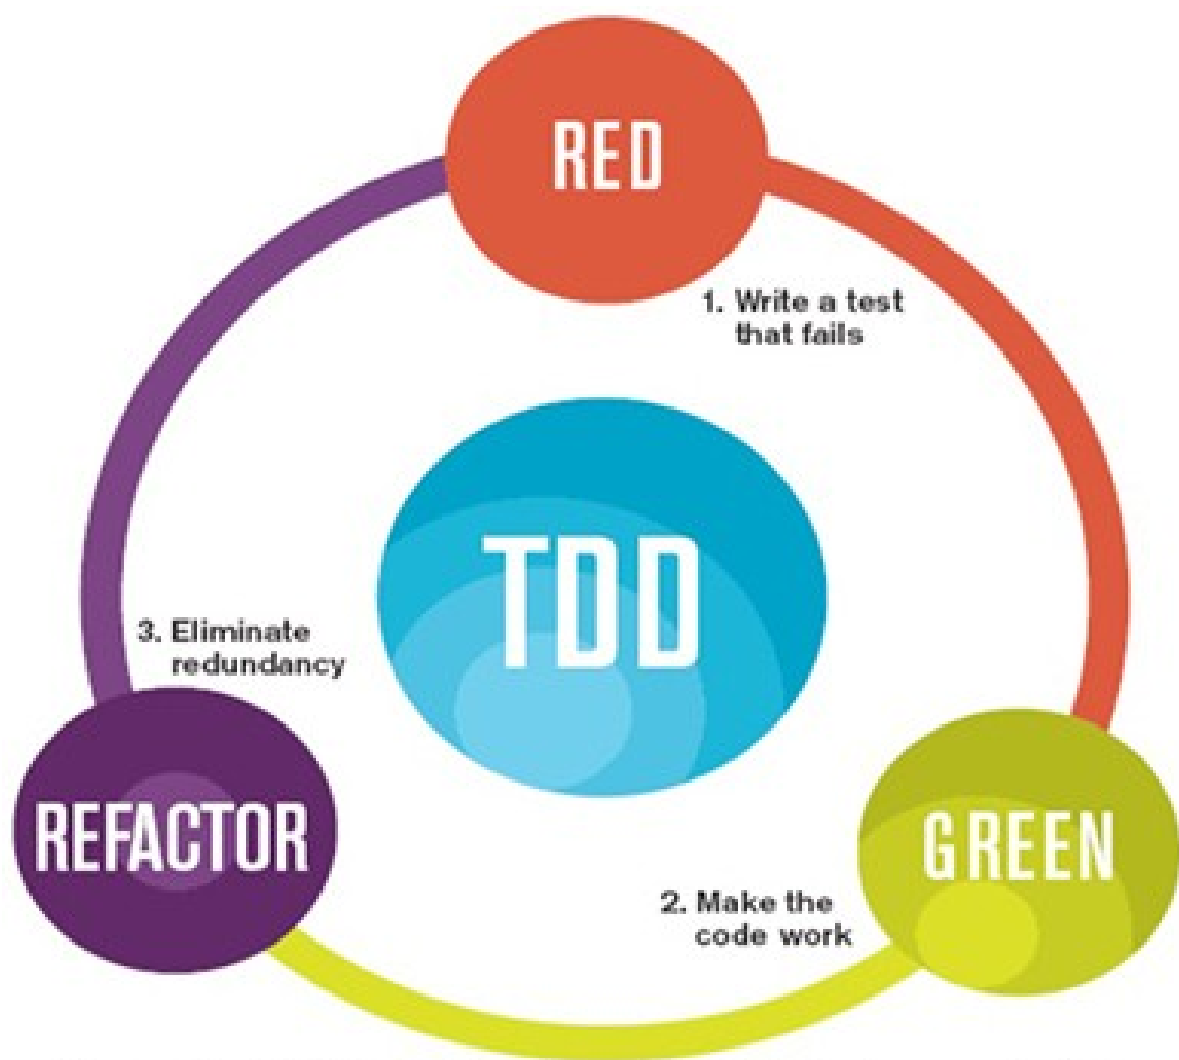 RED
1. Write a test
that fails
TDD
3. Eliminate
redundancy
REFACTOR
GREEN
2. Make the
code work